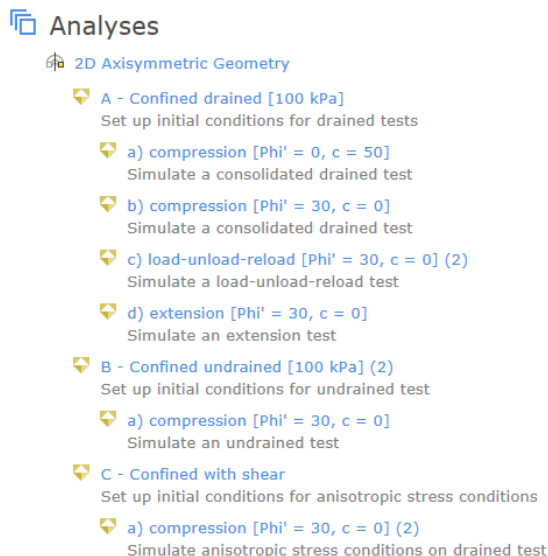 Analyses
2D Axisymmetric Geometry
A - Confined drained [100 kPa]
Set up initial conditions for drained tests
a) compression [Phi' = 0, c = 50]
Simulate a consolidated drained test
b) compression [Phi' = 30, c = 0]
Simulate a consolidated drained test
c) load-unload-reload [Phi' = 30, c = 0] (2)
Simulate a load-unload-reload test
d) extension [Phi' = 30, c = 0]
Simulate an extension test
B - Confined undrained [100 kPa] (2)
Set up initial conditions for undrained test
a) compression [Phi' = 30, c = 0]
Simulate an undrained test
C - Confined with shear
Set up initial conditions for anisotropic stress conditions
a) compression [Phi' = 30, c = 0] (2)
Simulate anisotropic stress conditions on drained test